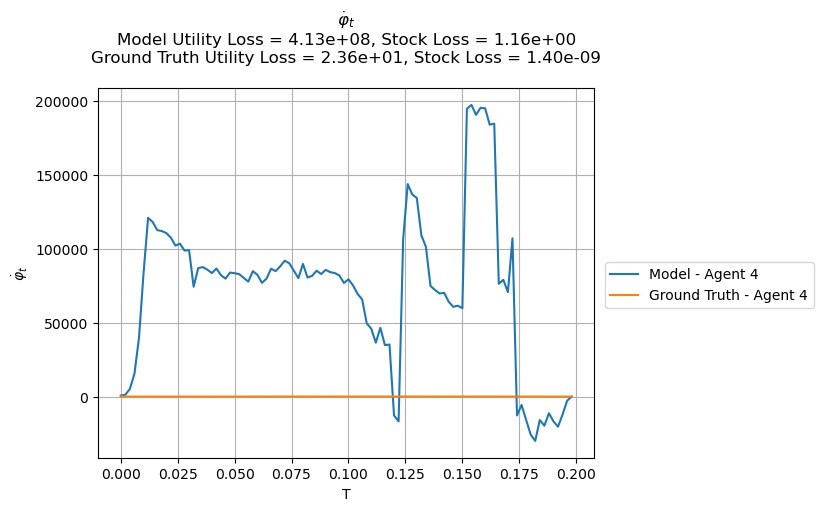 φ̇ₜ
Model Utility Loss = 4.13e+08, Stock Loss = 1.16e+00
Ground Truth Utility Loss = 2.36e+01, Stock Loss = 1.40e-09
200000
150000
100000
50000
0
φ̇ₜ
0.000 0.025 0.050 0.075 0.100 0.125 0.150 0.175 0.200
T
Model - Agent 4
Ground Truth - Agent 4